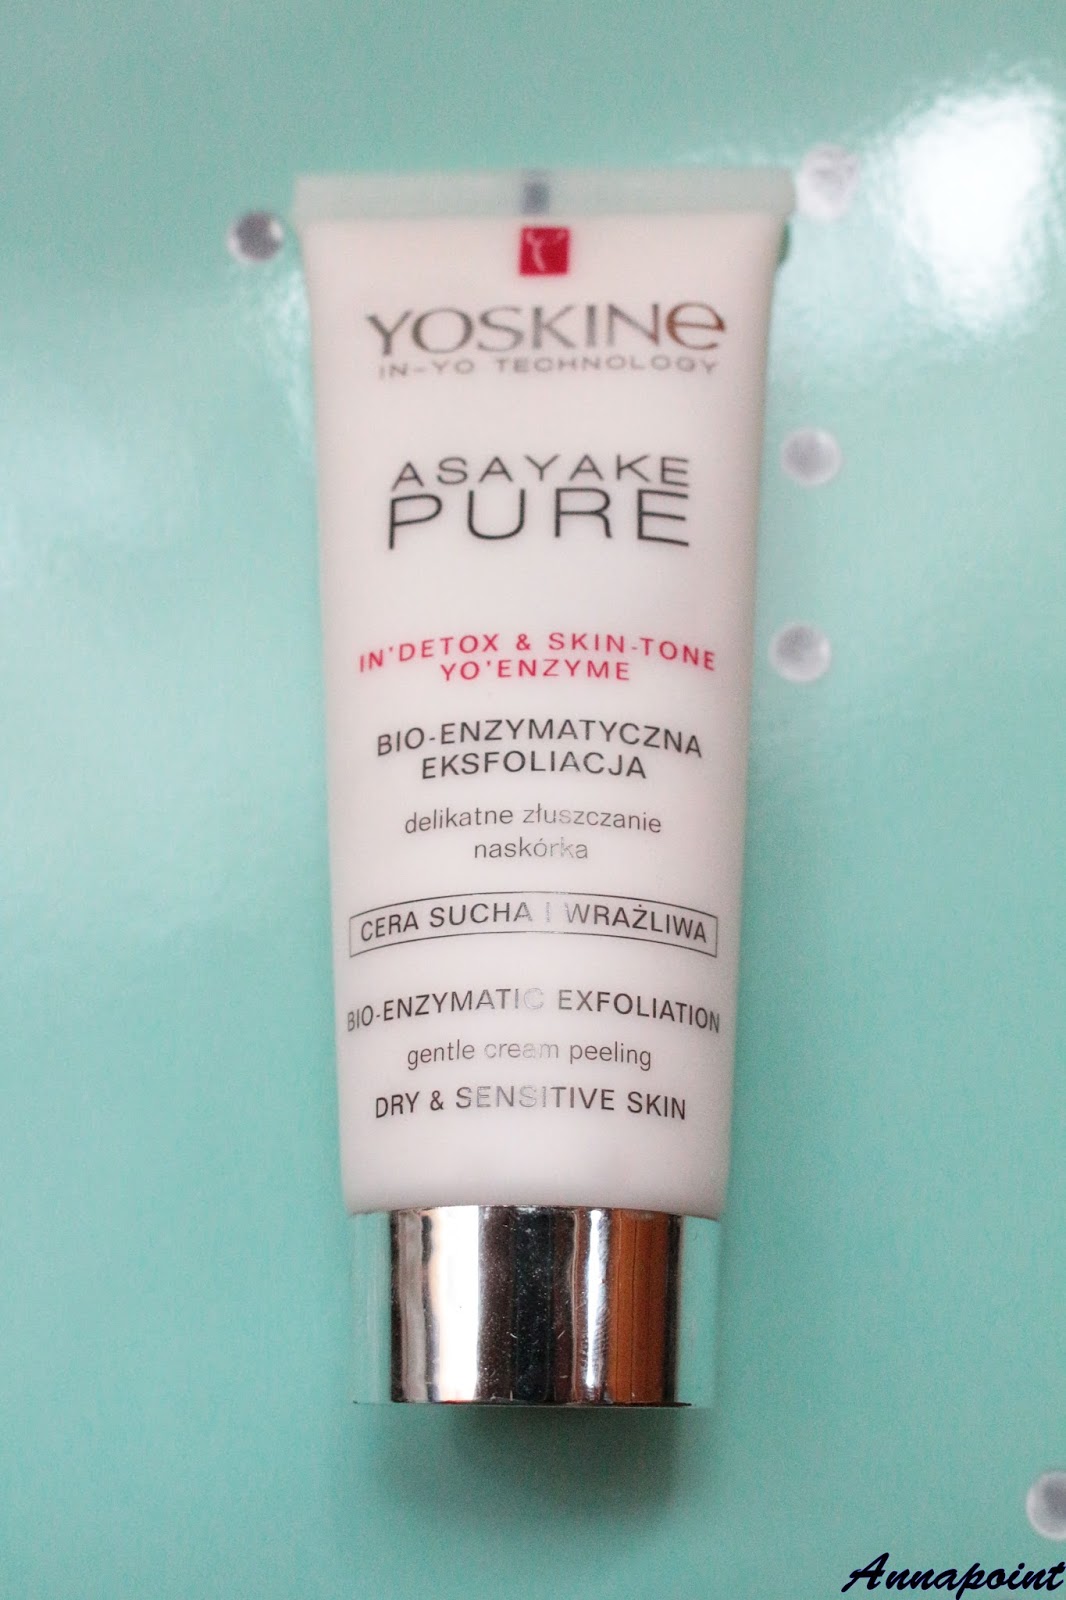 YOSKINe
IN-YO TECHNOLOGY
ASAYAKE
PURE
IN'DETOX & SKIN-TONE
YO'ENZYME
BIO-ENZYMATYCZNA
EKSFOLIACJA
delikatne złuszczanie
naskórka
CERA SUCHA I WRAŻLIWA
BIO-ENZYMATIC EXFOLIATION
gentle cream peeling
DRY & SENSITIVE SKIN
Annapoint